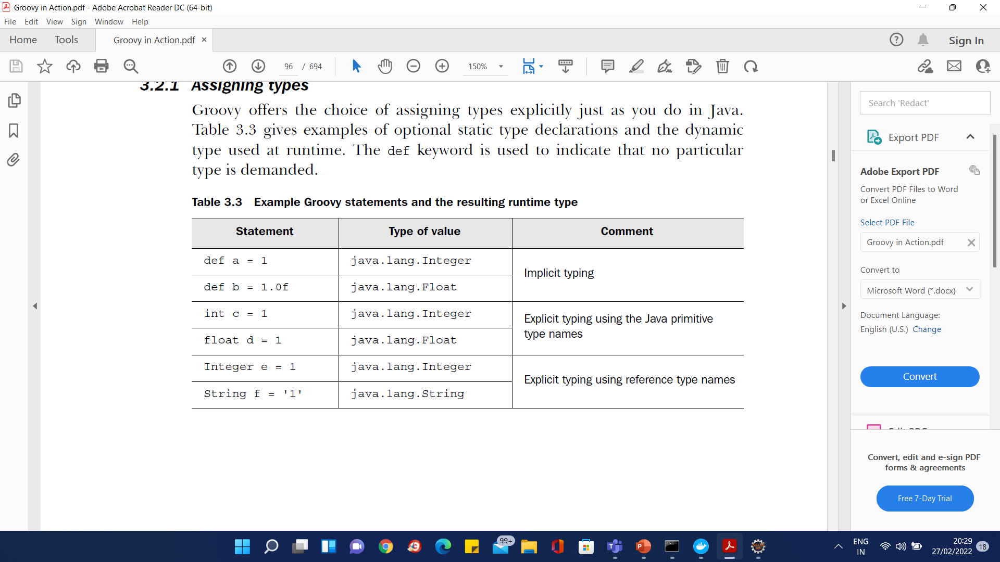 Groovy in Action.pdf - Adobe Acrobat Reader DC (64-bit)
File Edit View Sign Window Help
Home Tools Groovy in Action.pdf × Sign In
96 / 694 150%
3.2.1 Assigning types
Groovy offers the choice of assigning types explicitly just as you do in Java.
Table 3.3 gives examples of optional static type declarations and the dynamic
type used at runtime. The def keyword is used to indicate that no particular
type is demanded.
Table 3.3 Example Groovy statements and the resulting runtime type
Statement Type of value Comment
def a = 1 java.lang.Integer
Implicit typing
def b = 1.0f java.lang.Float
int c = 1 java.lang.Integer
Explicit typing using the Java primitive
type names
float d = 1 java.lang.Float
Integer e = 1 java.lang.Integer
Explicit typing using reference type names
String f = '1' java.lang.String
Search 'Redact'
Export PDF
Adobe Export PDF
Convert PDF Files to Word
or Excel Online
Select PDF File
Groovy in Action.pdf
Convert to
Microsoft Word (*.docx)
Document Language:
English (U.S.) Change
Convert
Convert, edit and e-sign PDF
forms & agreements
Free 7-Day Trial
99+
ENG
IN
20:29
27/02/2022
18